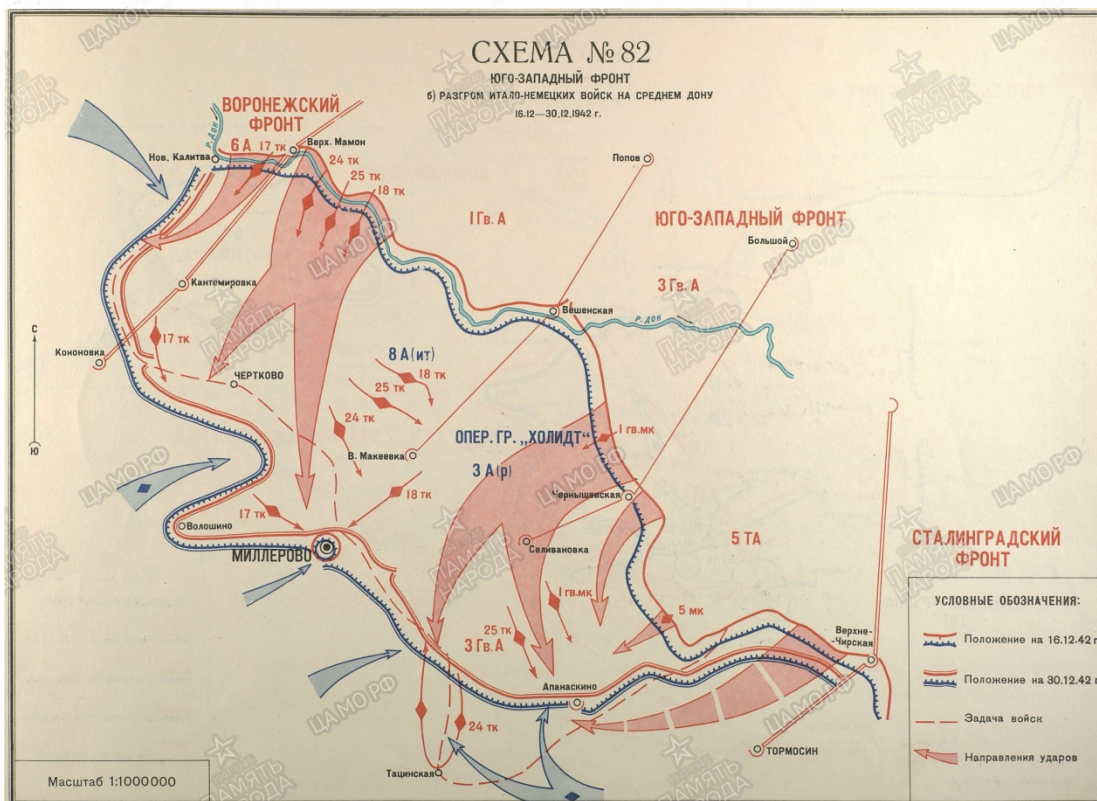 СХЕМА № 82
ЮГО-ЗАПАДНЫЙ ФРОНТ
б) РАЗГРОМ ИТАЛО-НЕМЕЦКИХ ВОЙСК НА СРЕДНЕМ ДОНУ
16.12—30.12.1942 г.
ВОРОНЕЖСКИЙ
ФРОНТ
Р. ДОН
6 А
17 тк
Верх. Мамон
Нов. Калитва
24 тк
25 тк
18 тк
Попов
1 Гв. А
ЮГО-ЗАПАДНЫЙ ФРОНТ
Большой
3 Гв. А
Кантемировка
Вешенская
Р. ДОН
С
Ю
17 тк
Кононовка
ЧЕРТКОВО
8 А (ит)
18 тк
25 тк
24 тк
ОПЕР. ГР. „ХОЛИДТ“
1 гв.мк
В. Макеевка
3 А (р)
18 тк
Чернышевская
17 тк
Волошино
МИЛЛЕРОВО
Селивановка
5 ТА
СТАЛИНГРАДСКИЙ
ФРОНТ
1 гв.мк
5 мк
25 тк
3 Гв. А
Верхне-
Чирская
Апанаскино
24 тк
Тацинская
ТОРМОСИН
УСЛОВНЫЕ ОБОЗНАЧЕНИЯ:
Положение на 16.12.42 г
Положение на 30.12.42 г
Задача войск
Направления ударов
Масштаб 1:1000000
ЦАМО.РФ
ПАМЯТЬ
НАРОДА